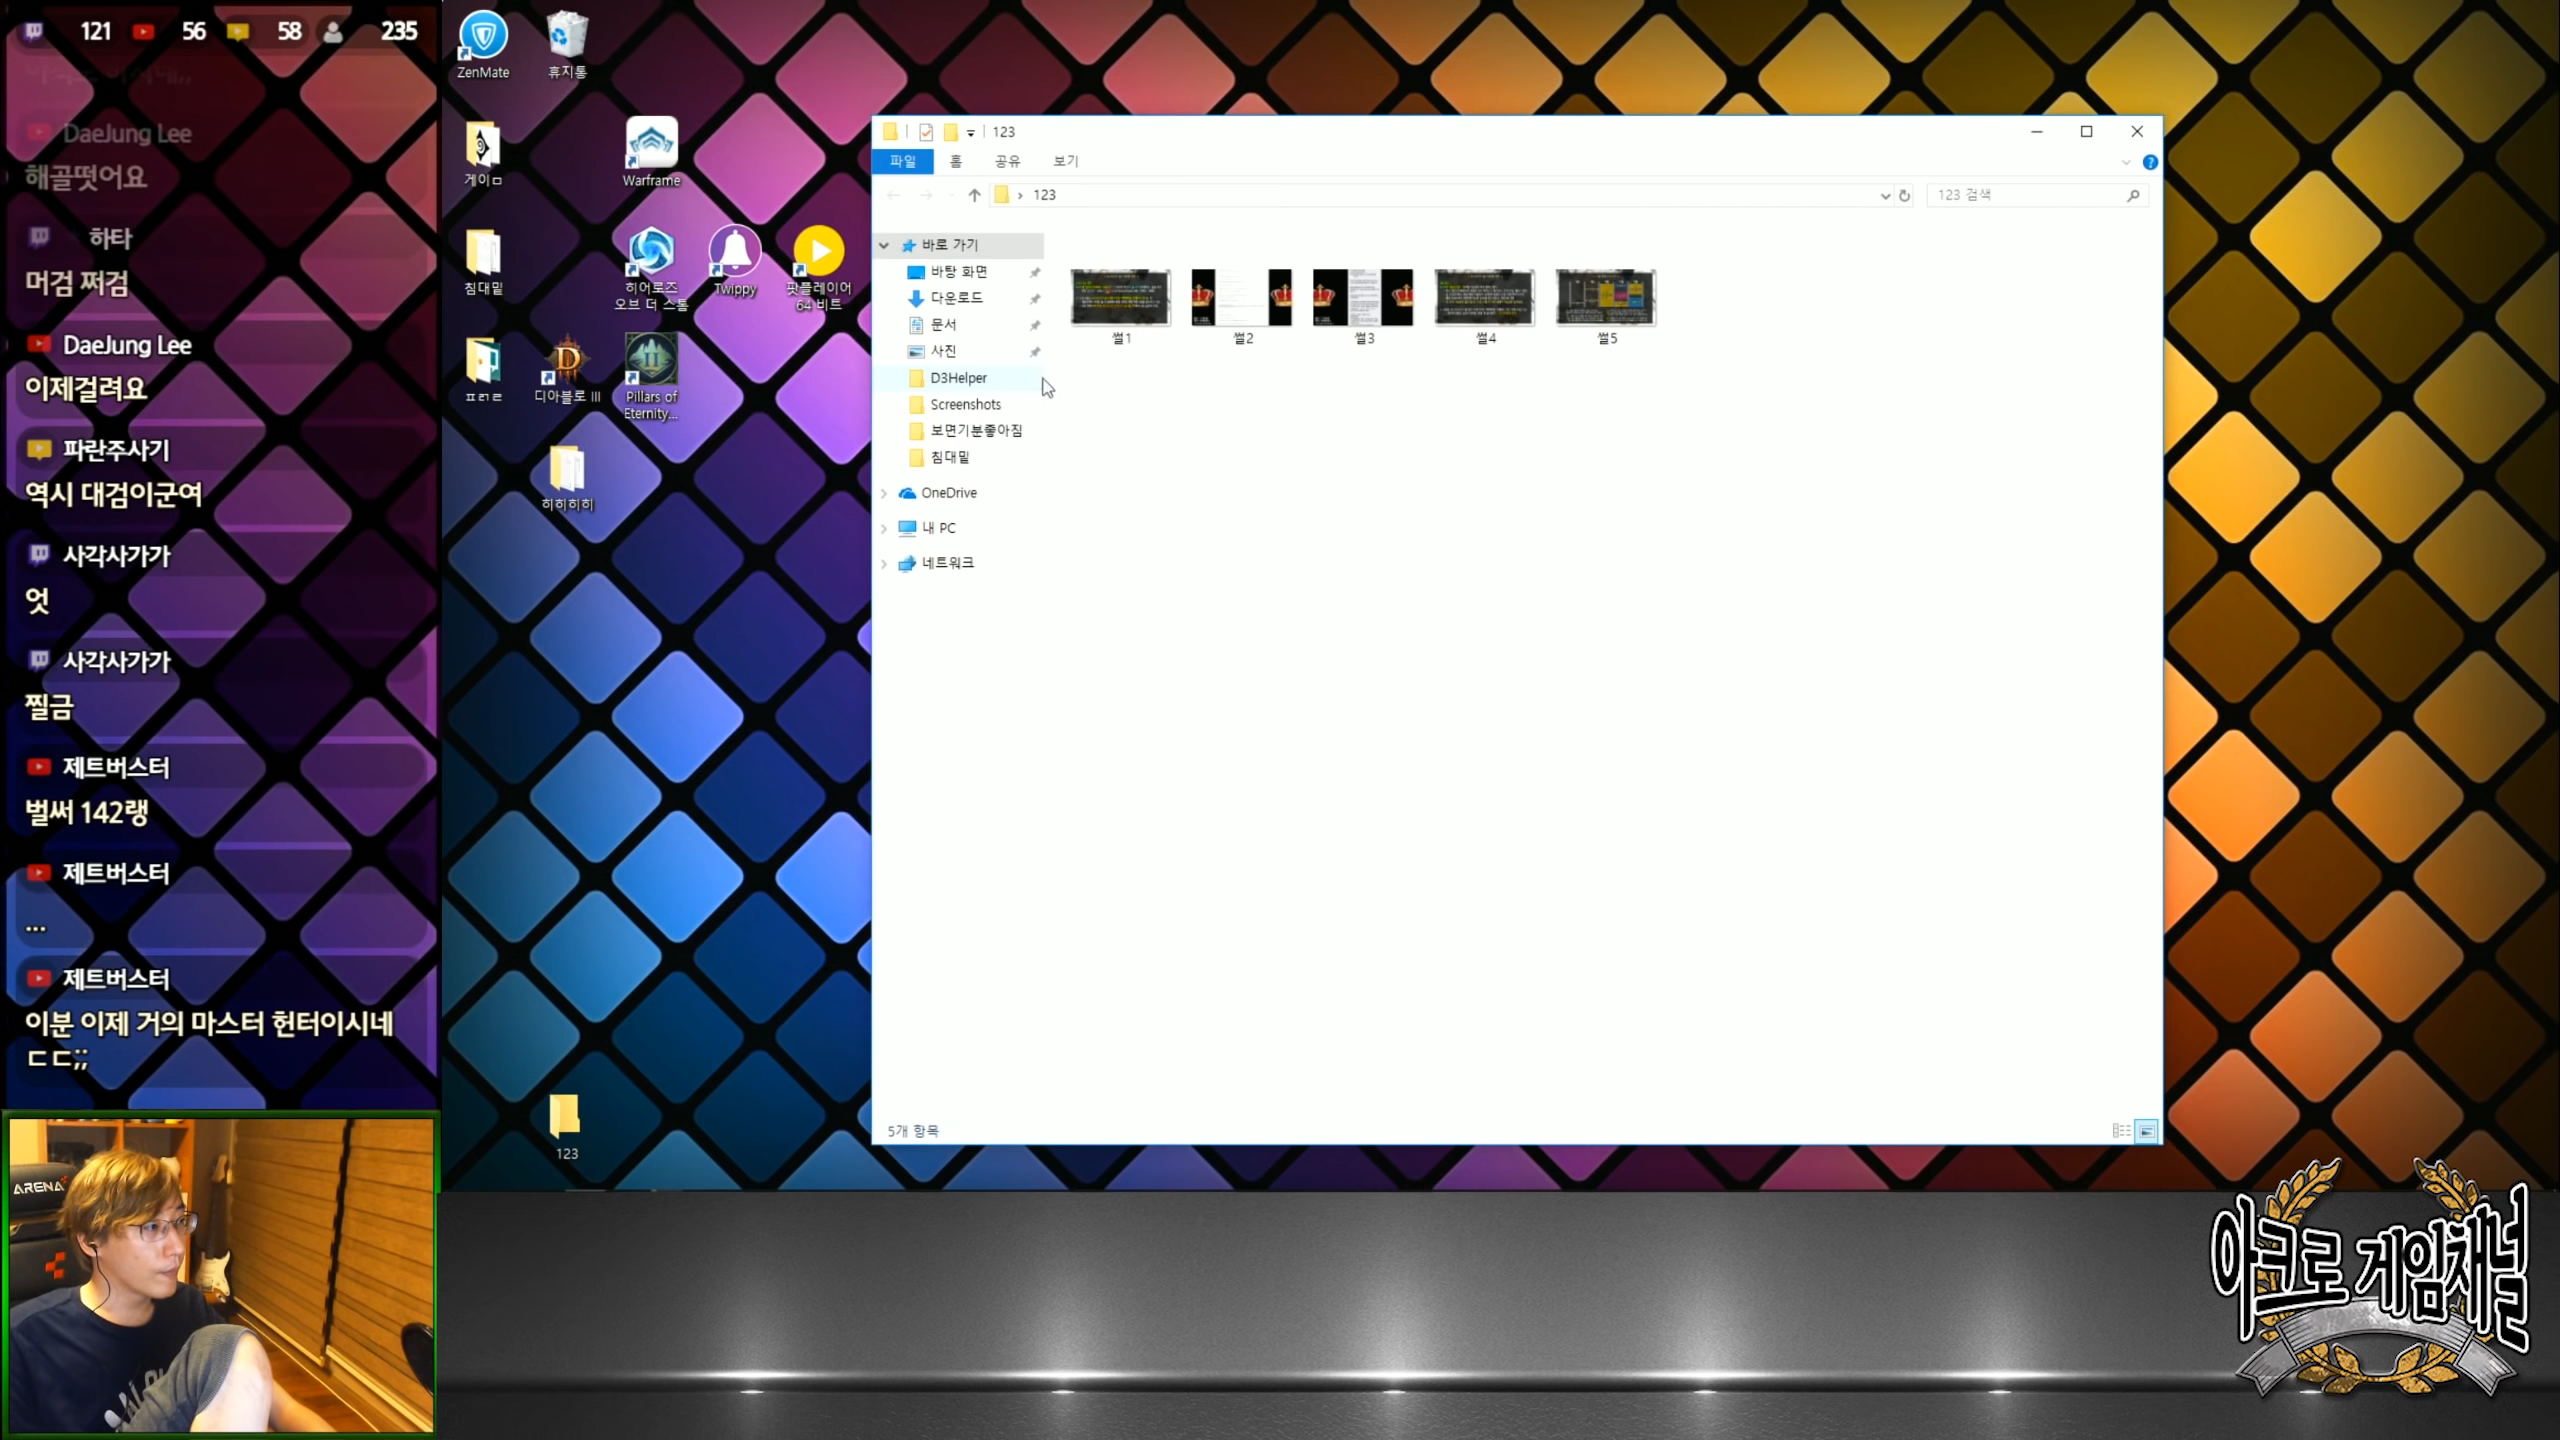 121 56 58 235
DaeJung Lee
해골떳어요
하타
머검 쩌검
DaeJung Lee
이제걸려요
파란주사기
역시 대검이군여
사각사가가
엇
사각사가가
찔금
제트버스터
벌써 142랭
제트버스터
...
제트버스터
이분 이제 거의 마스터 헌터이시네
ㄷㄷ;;
ARENA
ZenMate
휴지통
게이ㅁ
Warframe
침대밑
히어로즈
오브 더 스톰
Twippy
팟플레이어
64 비트
ㅍㄹㄹ
디아블로 III
Pillars of
Eternity...
히히히히
123
123
파일 홈 공유 보기
123
123 검색
바로 가기
바탕 화면
다운로드
문서
사진
D3Helper
Screenshots
보면기분좋아짐
침대밑
OneDrive
내 PC
네트워크
썰1 썰2 썰3 썰4 썰5
5개 항목
아크로 게임채널